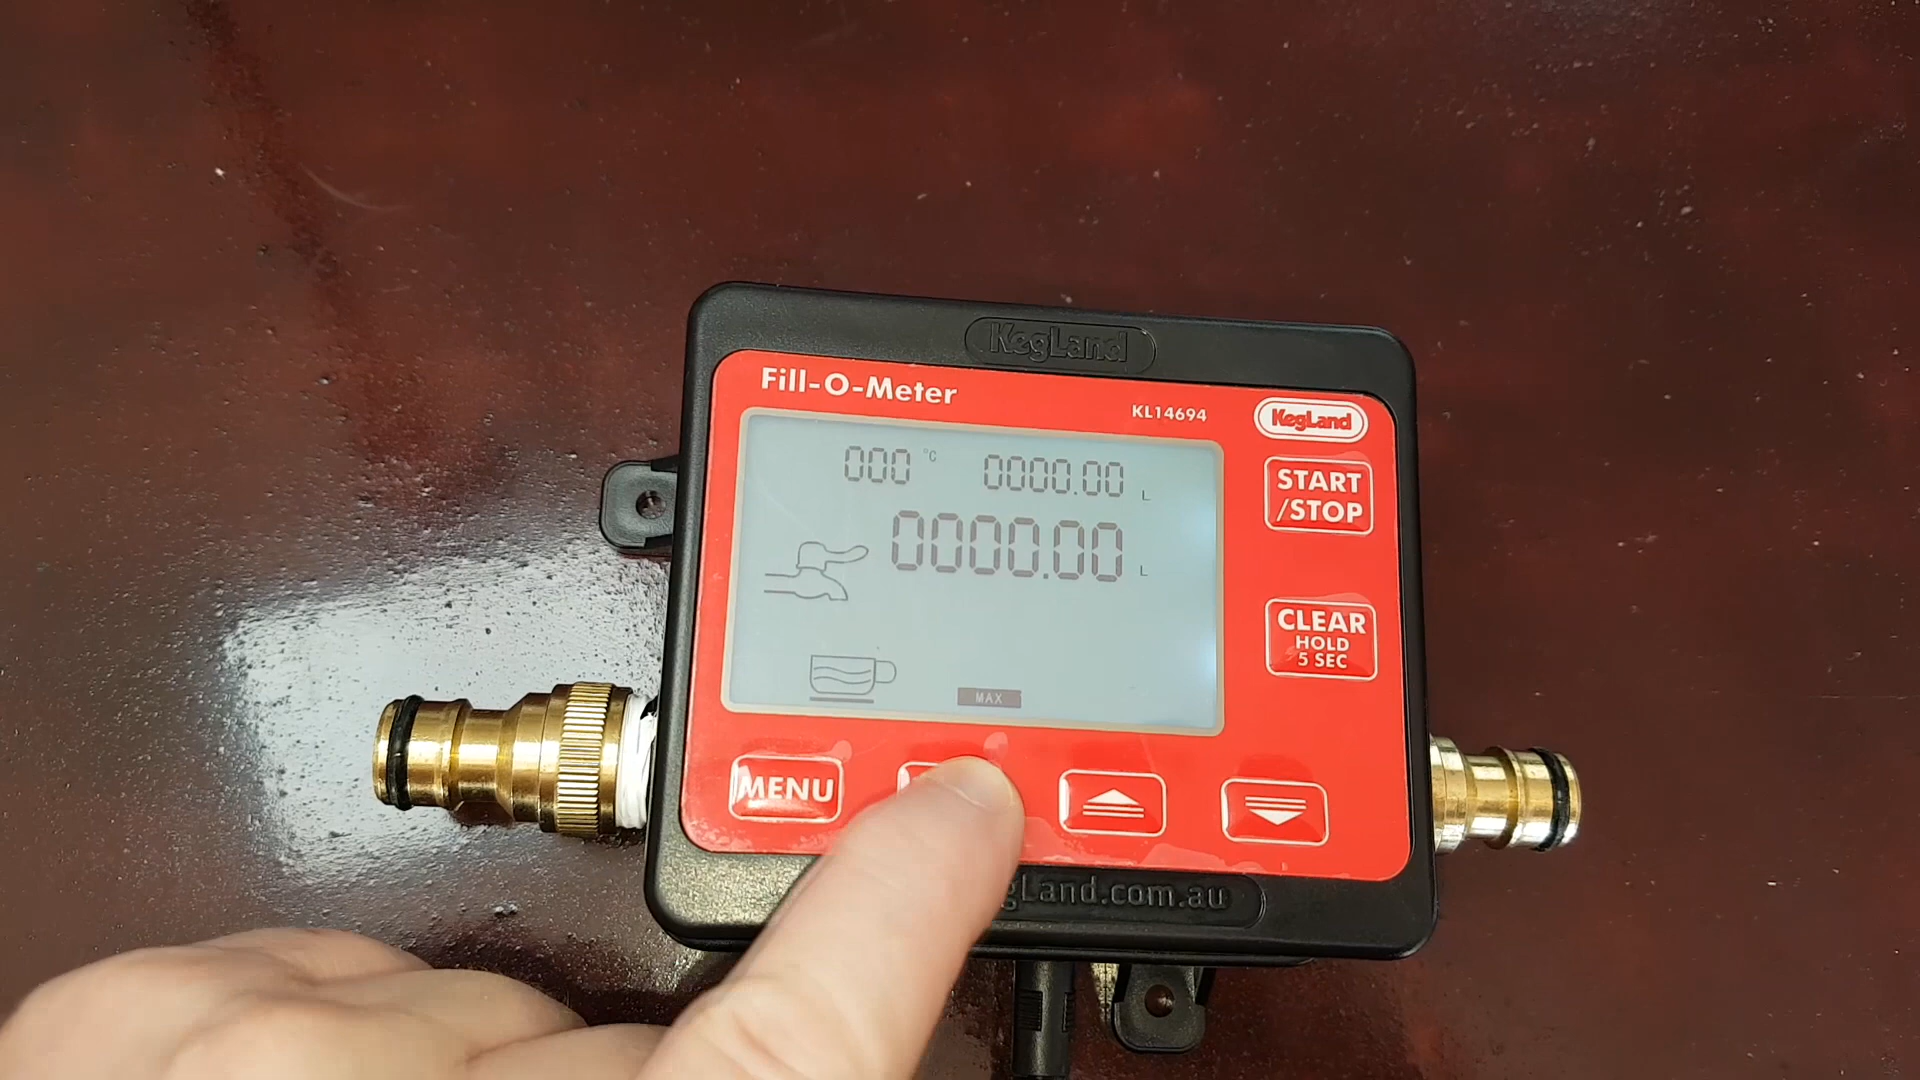 KegLand
Fill-O-Meter
KL14694
KegLand
000 °C 0000.00 L
0000.00 L
MAX
START
/STOP
CLEAR
HOLD
5 SEC
MENU
gLand.com.au